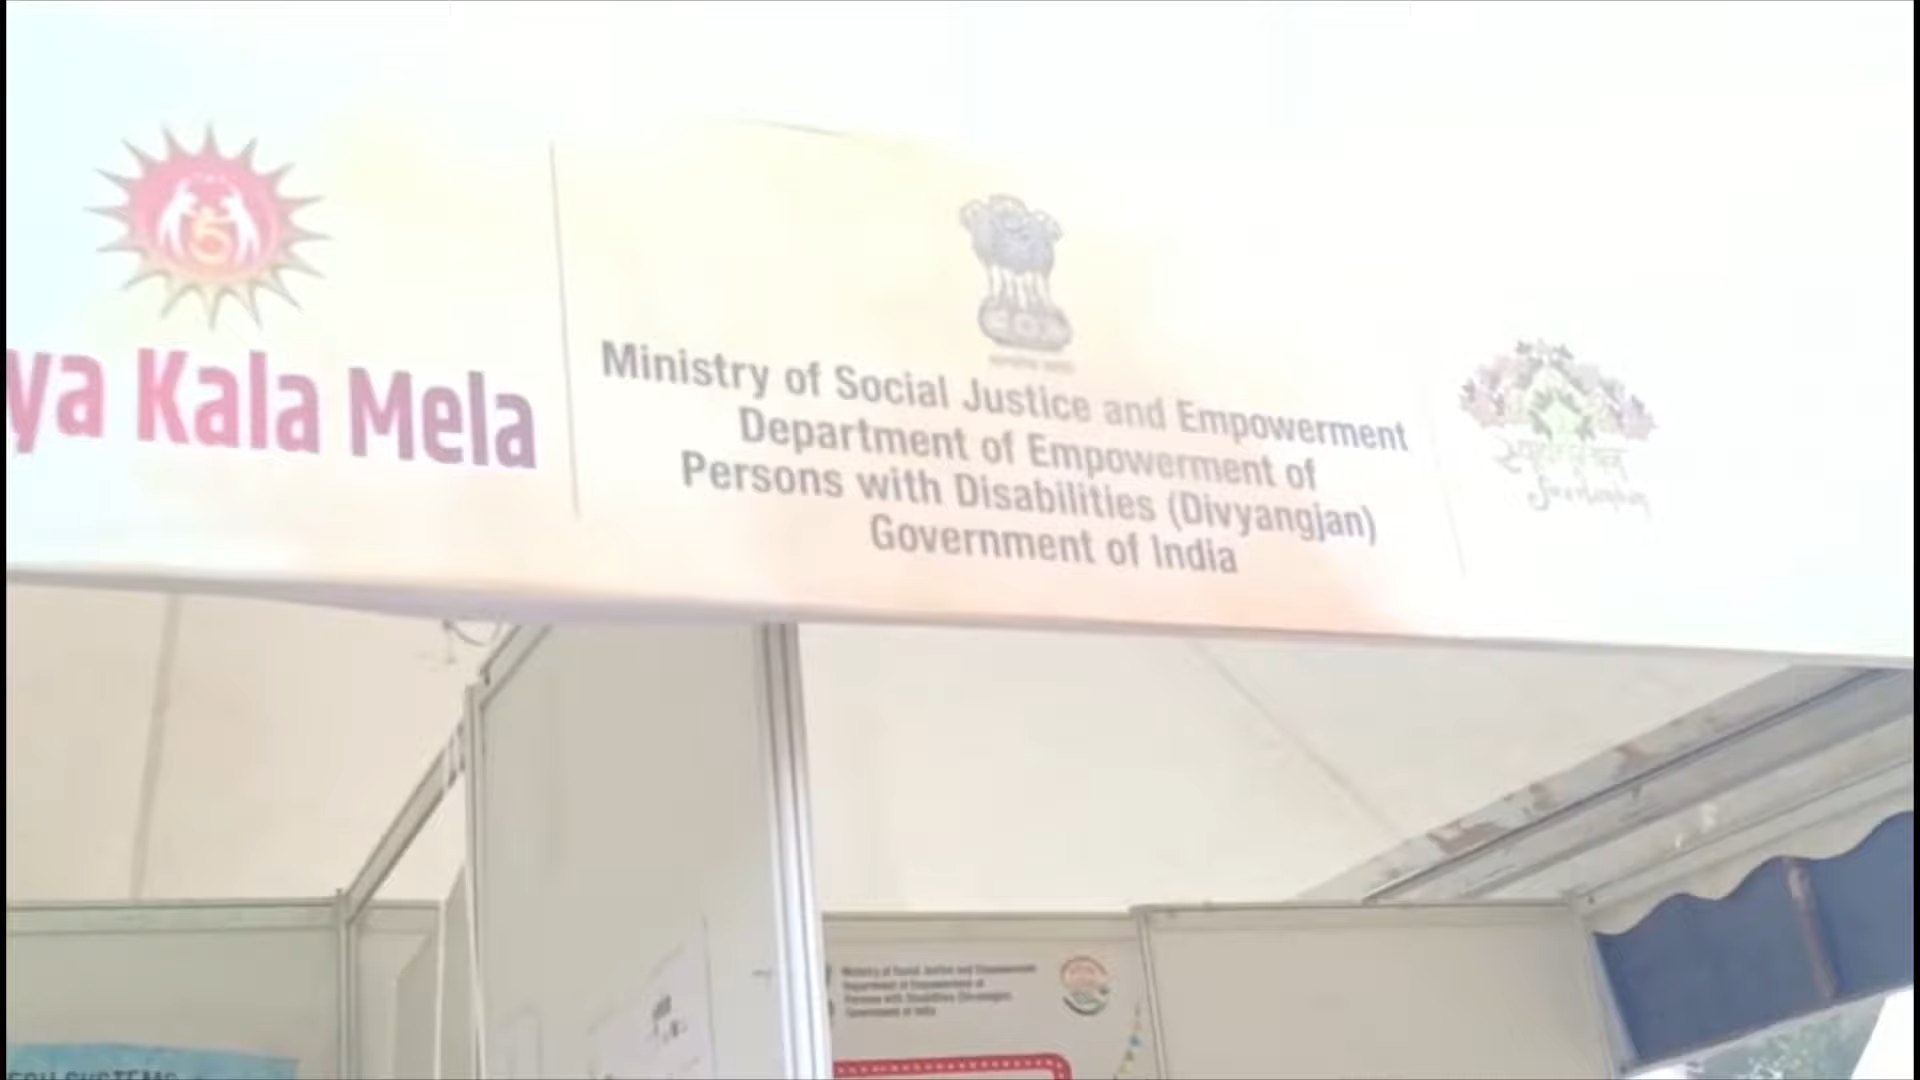 ya Kala Mela
Ministry of Social Justice and Empowerment
Department of Empowerment of
Persons with Disabilities (Divyangjan)
Government of India
Ministry of Social Justice and Empowerment
Department of Empowerment of
Persons with Disabilities (Divyangjan)
Government of India
SYSTEMS